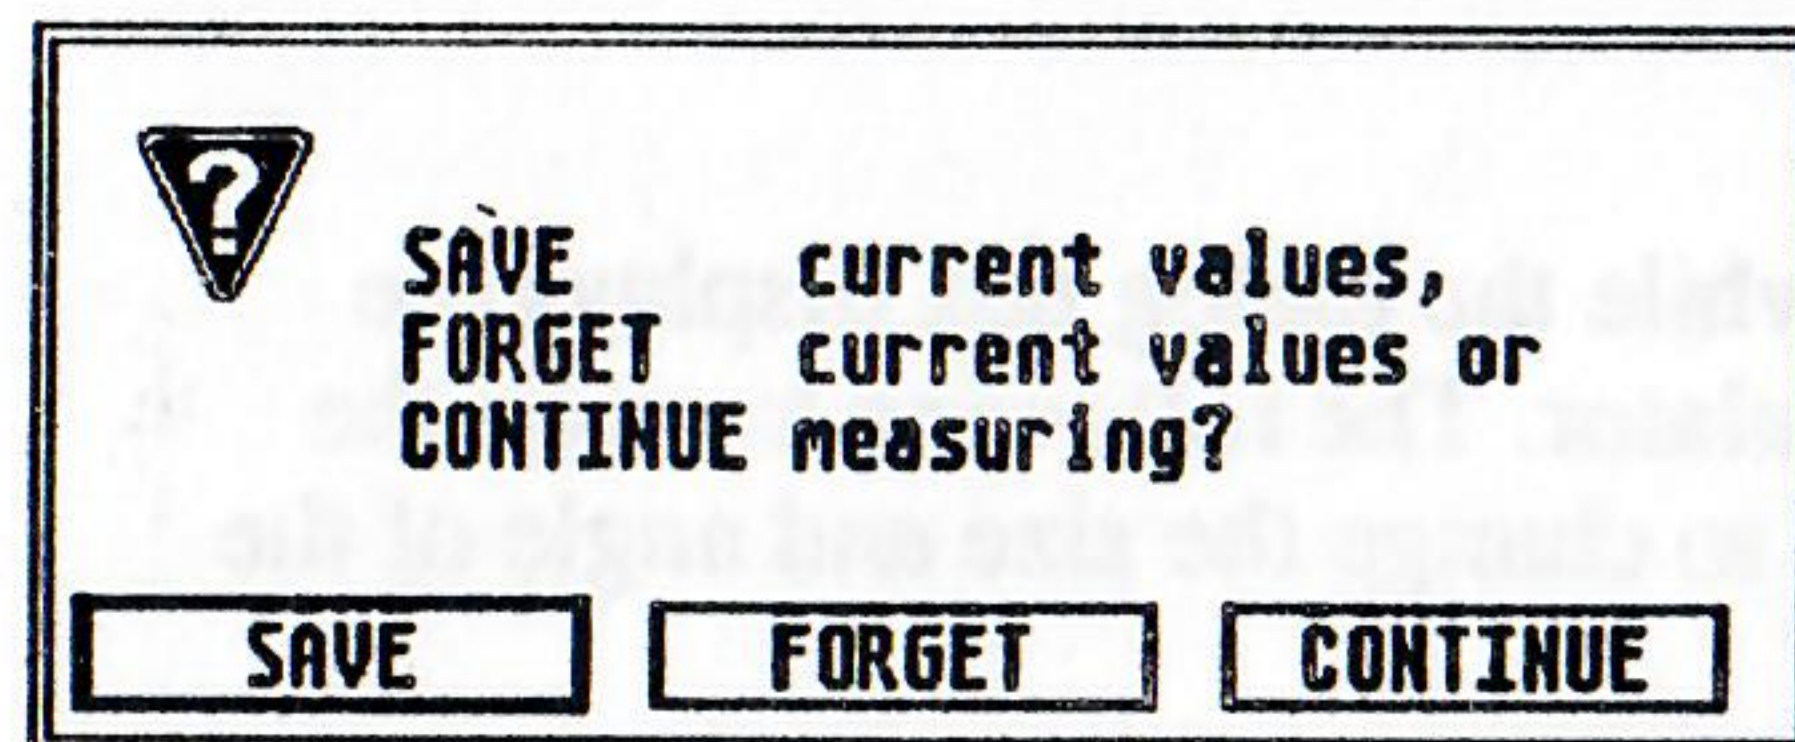 ?
SAVE current values,
FORGET current values or
CONTINUE measuring?
SAVE FORGET CONTINUE